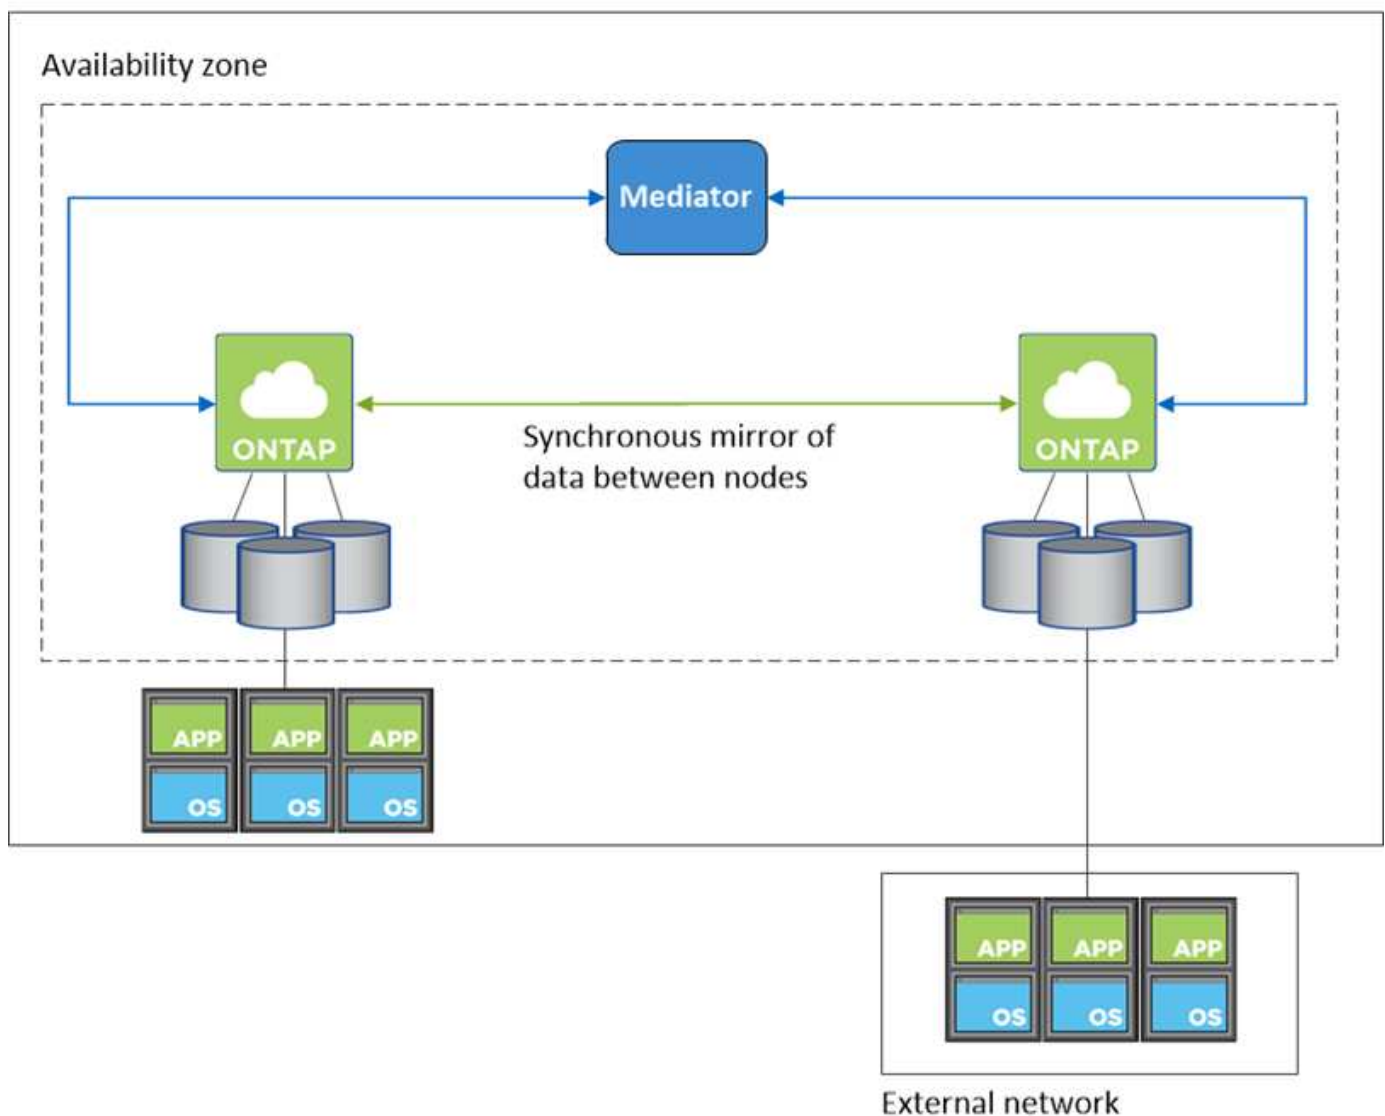 Availability zone
Mediator
ONTAP
ONTAP
Synchronous mirror of
data between nodes
APP APP APP
OS OS OS
APP APP APP
OS OS OS
External network